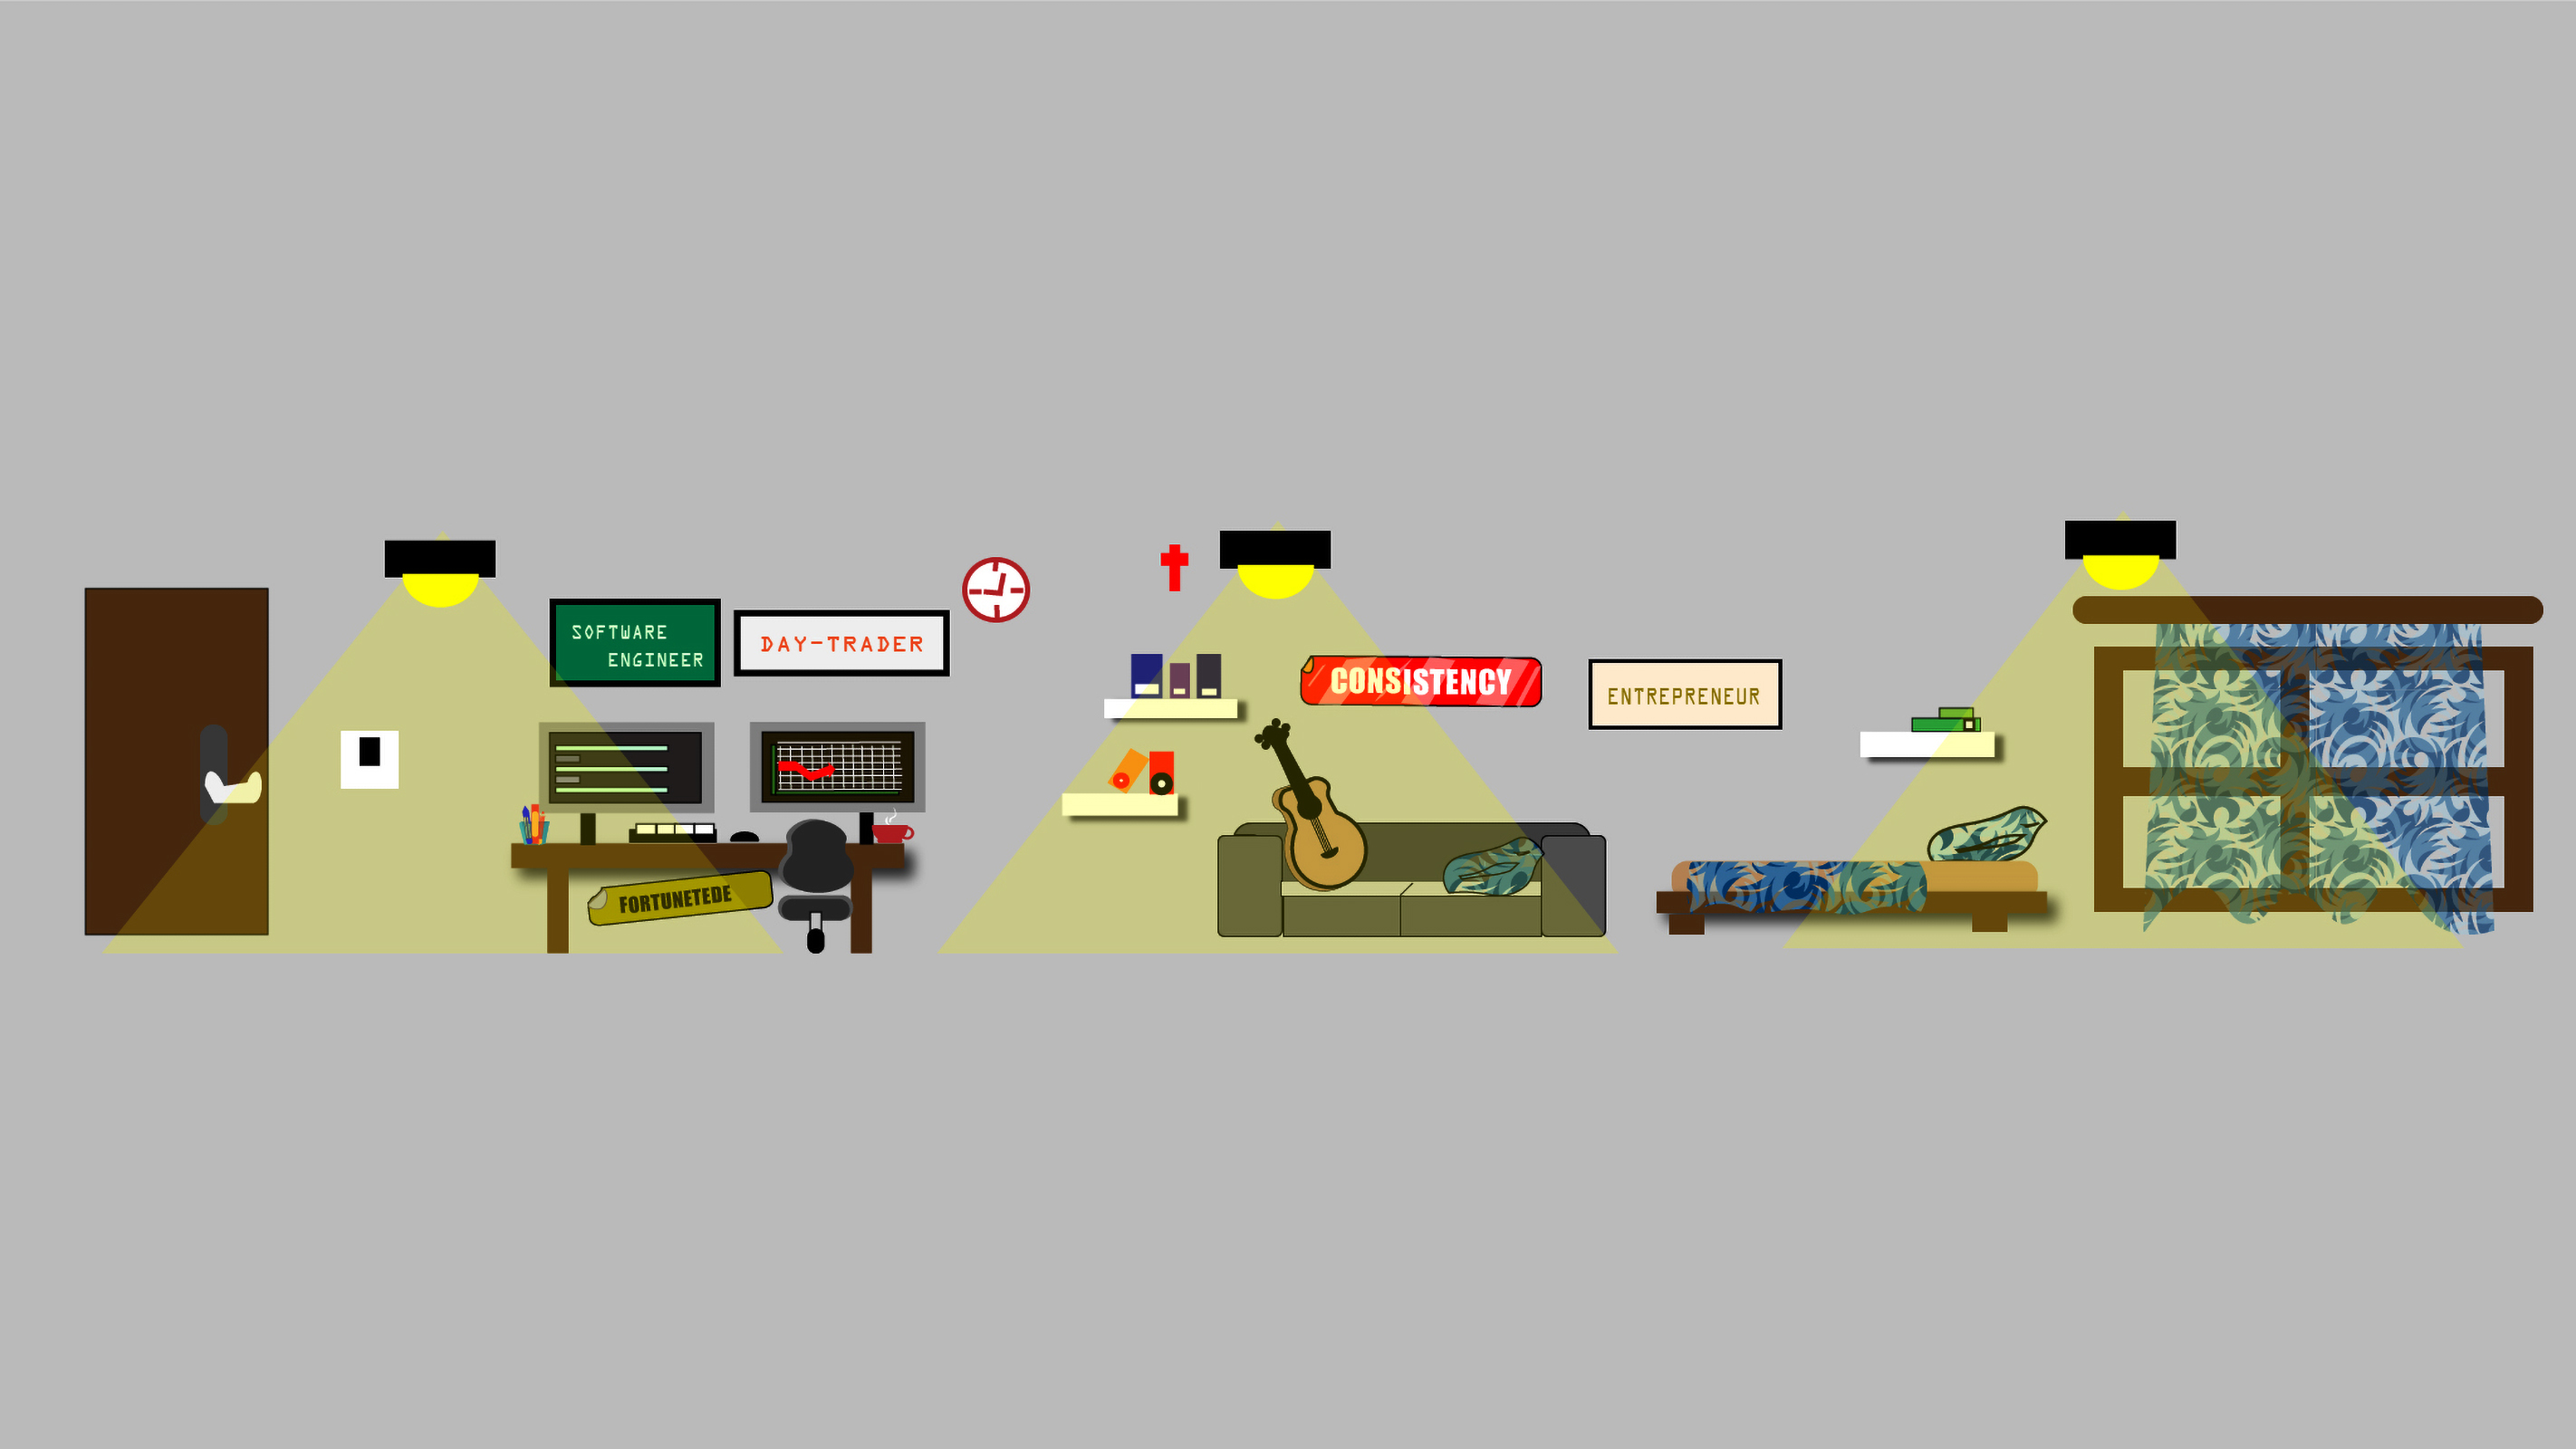 SOFTWARE
ENGINEER
DAY-TRADER
CONSISTENCY
ENTREPRENEUR
FORTUNETEDE